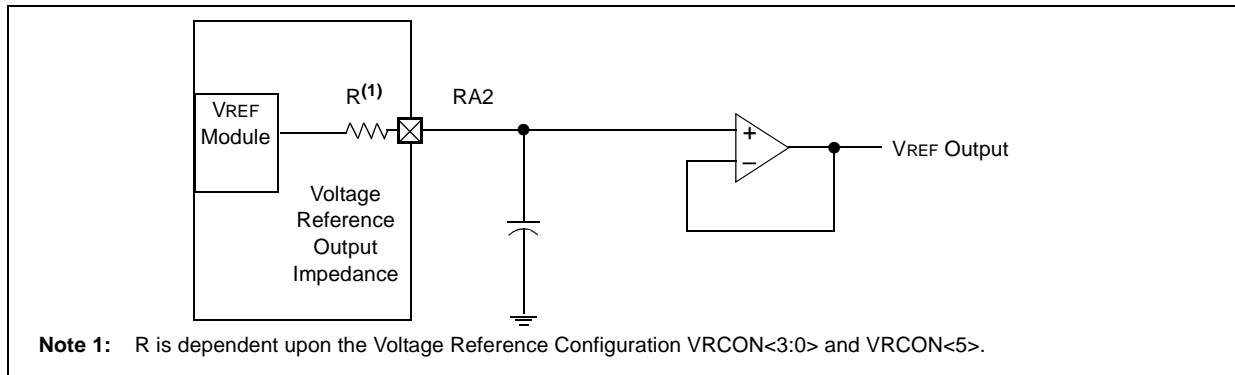 VREF
Module
R(1)
RA2
+
–
VREF Output
Voltage
Reference
Output
Impedance
Note 1: R is dependent upon the Voltage Reference Configuration VRCON<3:0> and VRCON<5>.